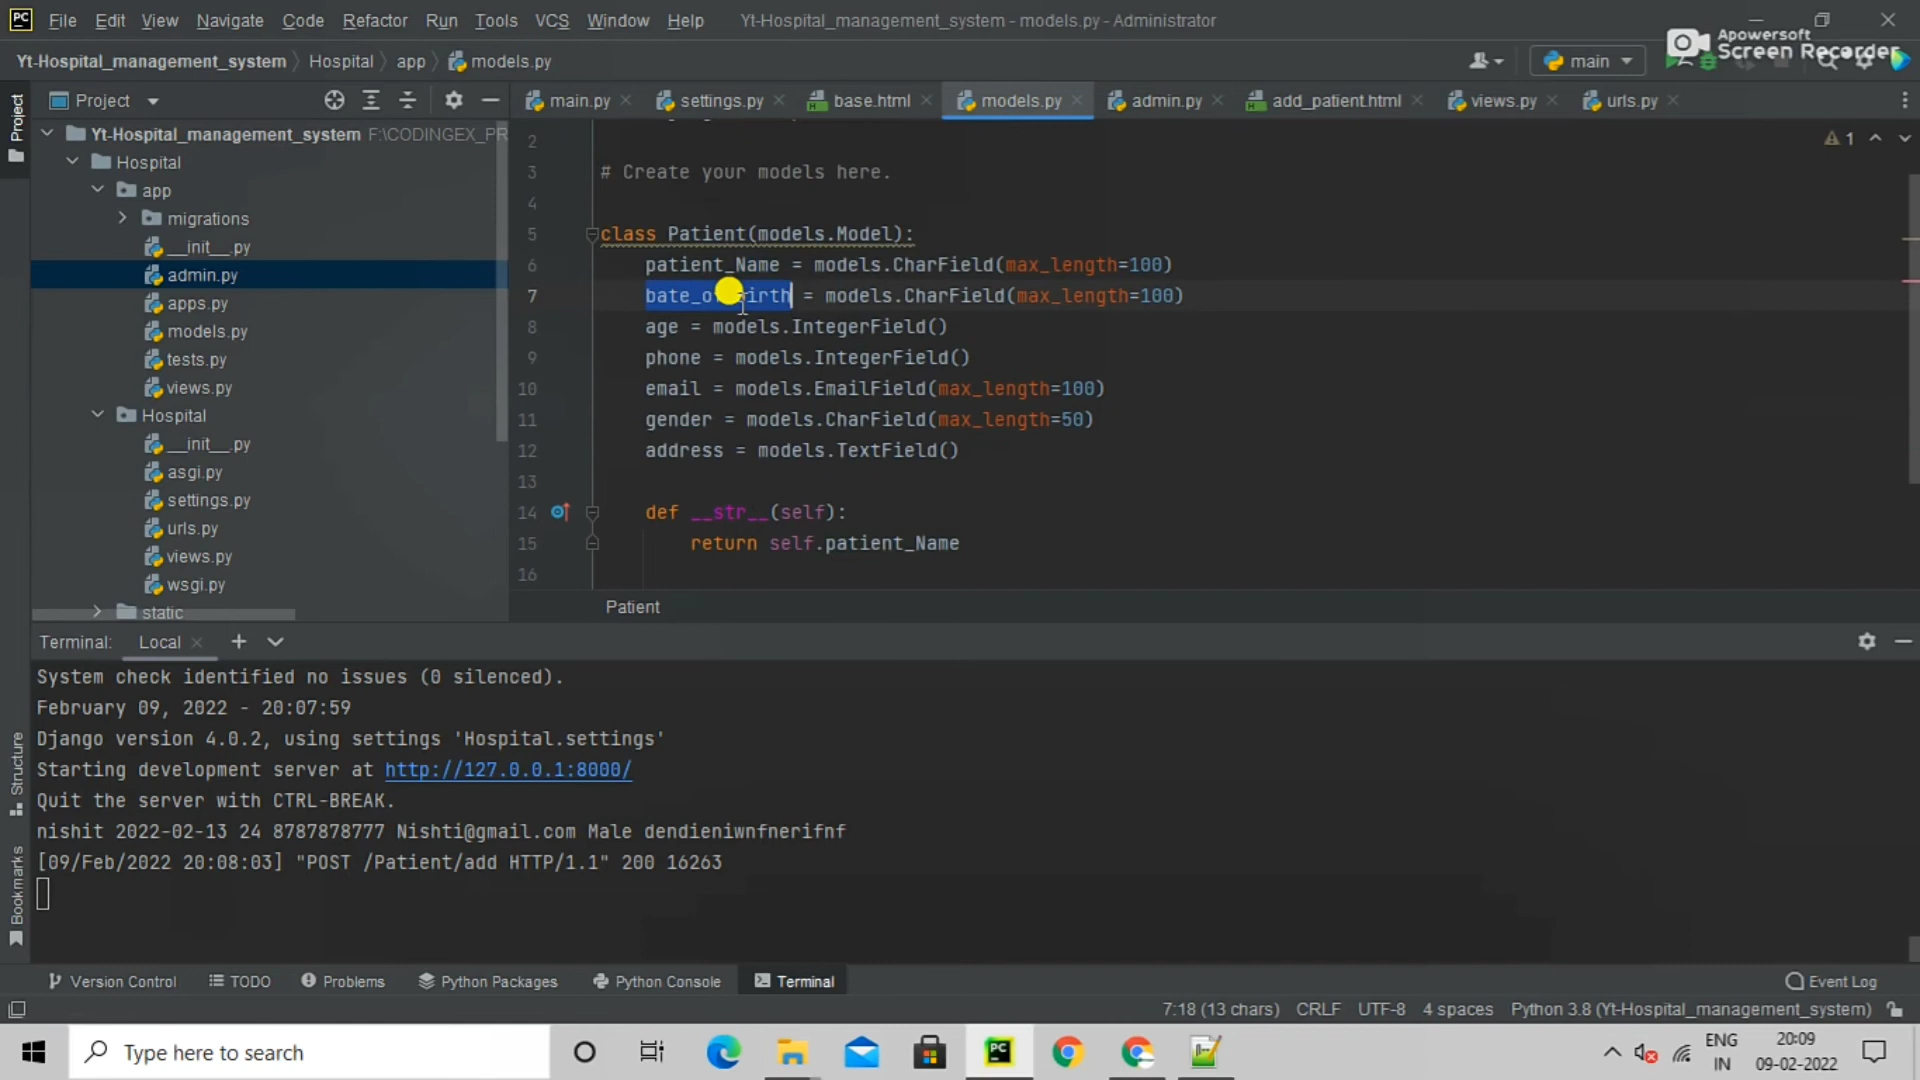 PC File Edit View Navigate Code Refactor Run Tools VCS Window Help Yt-Hospital_management_system - models.py - Administrator
Apowersoft
Screen Recorder
Yt-Hospital_management_system Hospital app models.py main
Project main.py settings.py base.html models.py admin.py add_patient.html views.py urls.py
Project
Yt-Hospital_management_system F:\CODINGEX_PR
Hospital
app
migrations
__init__.py
admin.py
apps.py
models.py
tests.py
views.py
Hospital
__init__.py
asgi.py
settings.py
urls.py
views.py
wsgi.py
static
1
2
3 # Create your models here.
4
5 class Patient(models.Model):
6 patient_Name = models.CharField(max_length=100)
7 bate_of_birth = models.CharField(max_length=100)
8 age = models.IntegerField()
9 phone = models.IntegerField()
10 email = models.EmailField(max_length=100)
11 gender = models.CharField(max_length=50)
12 address = models.TextField()
13
14 def __str__(self):
15 return self.patient_Name
16
Patient
Terminal: Local
System check identified no issues (0 silenced).
February 09, 2022 - 20:07:59
Django version 4.0.2, using settings 'Hospital.settings'
Starting development server at http://127.0.0.1:8000/
Quit the server with CTRL-BREAK.
nishit 2022-02-13 24 8787878777 Nishti@gmail.com Male dendieniwnfnerifnf
[09/Feb/2022 20:08:03] "POST /Patient/add HTTP/1.1" 200 16263
Structure
Bookmarks
Version Control TODO Problems Python Packages Python Console Terminal Event Log
7:18 (13 chars) CRLF UTF-8 4 spaces Python 3.8 (Yt-Hospital_management_system)
Type here to search
PC
ENG
IN
20:09
09-02-2022